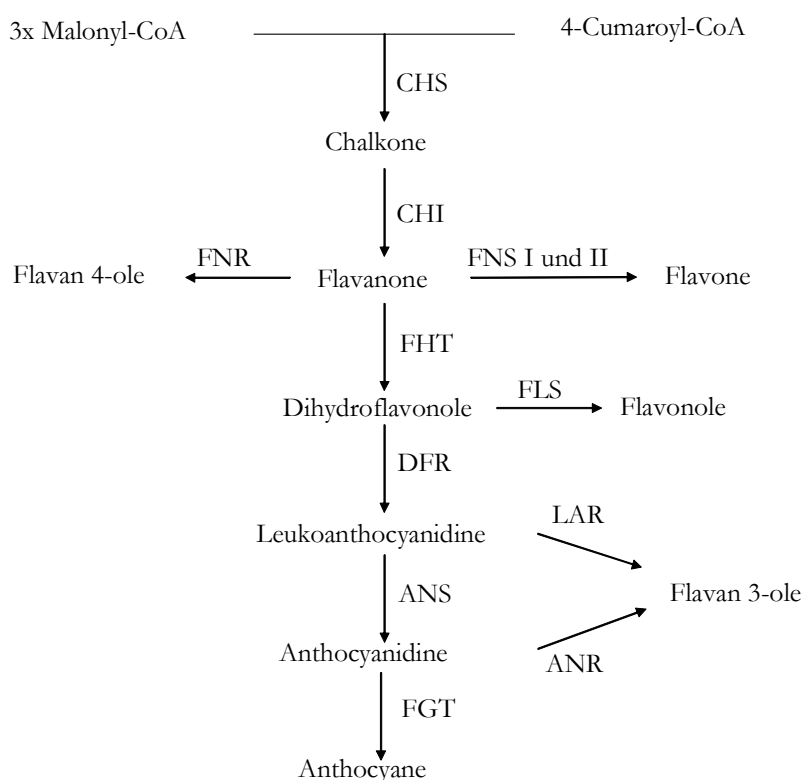 3x Malonyl-CoA
4-Cumaroyl-CoA
CHS
Chalkone
CHI
Flavan 4-ole
FNR
Flavanone
FNS I und II
Flavone
FHT
Dihydroflavonole
FLS
Flavonole
DFR
Leukoanthocyanidine
LAR
ANS
Flavan 3-ole
Anthocyanidine
ANR
FGT
Anthocyane